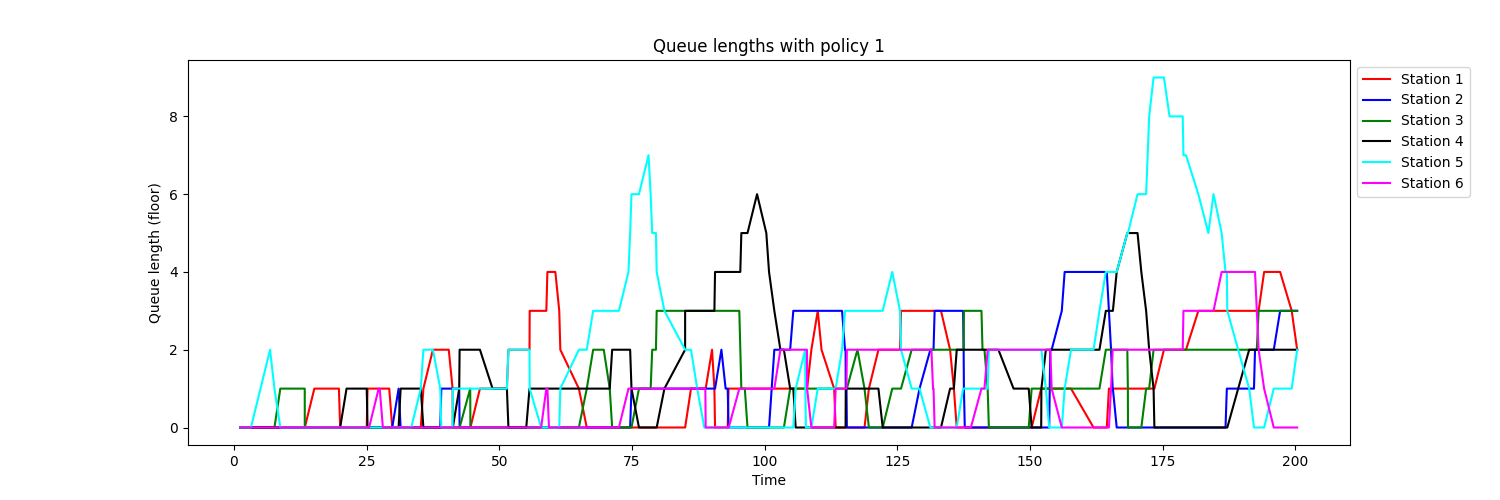 Queue lengths with policy 1
Queue length (floor)
8
6
4
2
0
0
25
50
75
100
125
150
175
200
Time
Station 1
Station 2
Station 3
Station 4
Station 5
Station 6